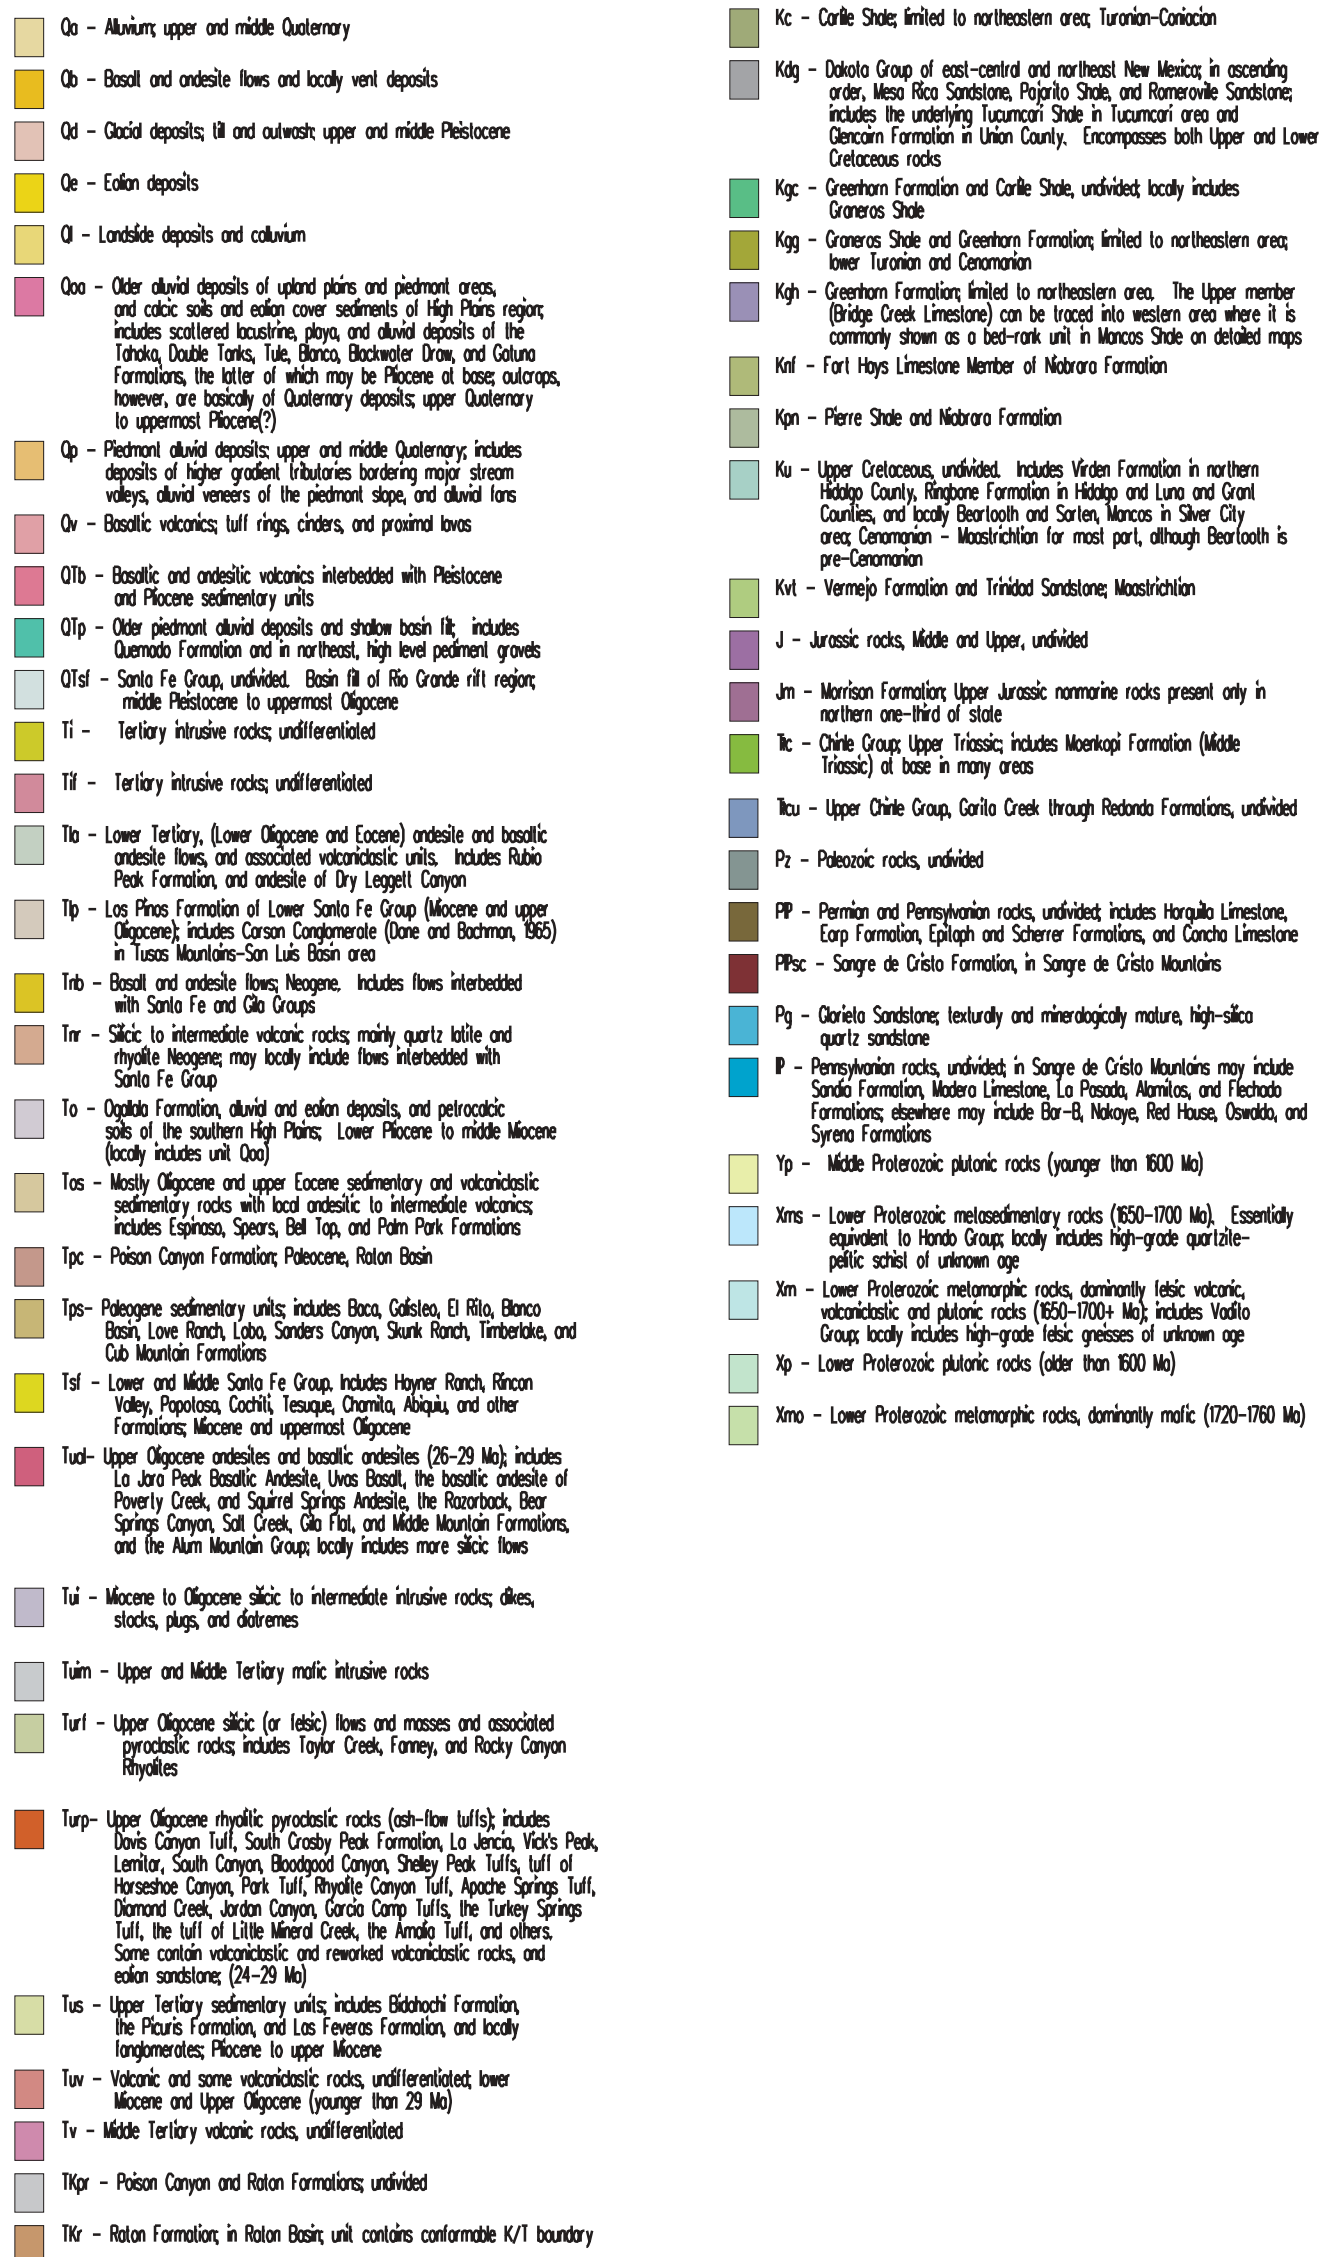 Qa – Alluvium; upper and middle Quaternary
Qb – Basalt and andesite flows and locally vent deposits
Qd – Glacial deposits; till and outwash; upper and middle Pleistocene
Qe – Eolian deposits
Ql – Landslide deposits and colluvium
Qoa – Older alluvial deposits of upland plains and piedmont areas,
and calcic soils and eolian cover sediments of High Plains region;
includes scattered lacustrine, playa, and alluvial deposits of the
Tahoka, Double Tanks, Tule, Blanco, Blackwater Draw, and Gatuna
Formations, the latter of which may be Pliocene at base; outcrops,
however, are basically of Quaternary deposits; upper Quaternary
to uppermost Pliocene(?)
Qp – Piedmont alluvial deposits; upper and middle Quaternary; includes
deposits of higher gradient tributaries bordering major stream
valleys, alluvial veneers of the piedmont slope, and alluvial fans
Qv – Basaltic volcanics; tuff rings, cinders, and proximal lavas
QTb – Basaltic and andesitic volcanics interbedded with Pleistocene
and Pliocene sedimentary units
QTp – Older piedmont alluvial deposits and shallow basin fill; includes
Quemado Formation and in northeast, high level pediment gravels
QTsf – Santa Fe Group, undivided. Basin fill of Rio Grande rift region;
middle Pleistocene to uppermost Oligocene
Ti – Tertiary intrusive rocks; undifferentiated
Tif – Tertiary intrusive rocks; undifferentiated
Tla – Lower Tertiary, (Lower Oligocene and Eocene) andesite and basaltic
andesite flows, and associated volcaniclastic units. Includes Rubio
Peak Formation, and andesite of Dry Leggett Canyon
Tlp – Los Pinos Formation of Lower Santa Fe Group (Miocene and upper
Oligocene); includes Carson Conglomerate (Dane and Bachman, 1965)
in Tusas Mountains–San Luis Basin area
Tnb – Basalt and andesite flows; Neogene. Includes flows interbedded
with Santa Fe and Gila Groups
Tnr – Silicic to intermediate volcanic rocks; mainly quartz latite and
rhyolite Neogene; may locally include flows interbedded with
Santa Fe Group
To – Ogallala Formation, alluvial and eolian deposits, and petrocalcic
soils of the southern High Plains; Lower Pliocene to middle Miocene
(locally includes unit Qoa)
Tos – Mostly Oligocene and upper Eocene sedimentary and volcaniclastic
sedimentary rocks with local andesitic to intermediate volcanics;
includes Espinaso, Spears, Bell Top, and Palm Park Formations
Tpc – Poison Canyon Formation; Paleocene, Raton Basin
Tps– Paleogene sedimentary units; includes Baca, Galisteo, El Rito, Blanco
Basin, Love Ranch, Lobo, Sanders Canyon, Skunk Ranch, Timberlake, and
Cub Mountain Formations
Tsf – Lower and Middle Santa Fe Group. Includes Hayner Ranch, Rincon
Valley, Popotosa, Cochiti, Tesuque, Chamita, Abiquiu, and other
Formations; Miocene and uppermost Oligocene
Tual– Upper Oligocene andesites and basaltic andesites (26–29 Ma); includes
La Jara Peak Basaltic Andesite, Uvas Basalt, the basaltic andesite of
Poverty Creek, and Squirrel Springs Andesite, the Razorback, Bear
Springs Canyon, Salt Creek, Gila Flat, and Middle Mountain Formations,
and the Alum Mountain Group; locally includes more silicic flows
Tui – Miocene to Oligocene silicic to intermediate intrusive rocks; dikes,
stocks, plugs, and diatremes
Tuim – Upper and Middle Tertiary mafic intrusive rocks
Turf – Upper Oligocene silicic (or felsic) flows and masses and associated
pyroclastic rocks; includes Taylor Creek, Fanney, and Rocky Canyon
Rhyolites
Turp– Upper Oligocene rhyolitic pyroclastic rocks (ash-flow tuffs); includes
Davis Canyon Tuff, South Crosby Peak Formation, La Jencia, Vick's Peak,
Lemitar, South Canyon, Bloodgood Canyon, Shelley Peak Tuffs, tuff of
Horseshoe Canyon, Park Tuff, Rhyolite Canyon Tuff, Apache Springs Tuff,
Diamond Creek, Jordan Canyon, Garcia Camp Tuffs, the Turkey Springs
Tuff, the tuff of Little Mineral Creek, the Amalia Tuff, and others.
Some contain volcaniclastic and reworked volcaniclastic rocks, and
eolian sandstone; (24–29 Ma)
Tus – Upper Tertiary sedimentary units; includes Bidahochi Formation,
the Picuris Formation, and Las Feveras Formation, and locally
fanglomerates; Pliocene to upper Miocene
Tuv – Volcanic and some volcaniclastic rocks, undifferentiated; lower
Miocene and Upper Oligocene (younger than 29 Ma)
Tv – Middle Tertiary volcanic rocks, undifferentiated
TKpr – Poison Canyon and Raton Formations; undivided
TKr – Raton Formation; in Raton Basin; unit contains conformable K/T boundary
Kc – Carlile Shale; limited to northeastern area; Turonian-Coniacian
Kdg – Dakota Group of east-central and northeast New Mexico; in ascending
order, Mesa Rica Sandstone, Pajarito Shale, and Romeroville Sandstone;
includes the underlying Tucumcari Shale in Tucumcari area and
Glencairn Formation in Union County. Encompasses both Upper and Lower
Cretaceous rocks
Kgc – Greenhorn Formation and Carlile Shale, undivided; locally includes
Graneros Shale
Kgg – Graneros Shale and Greenhorn Formation; limited to northeastern area;
lower Turonian and Cenomanian
Kgh – Greenhorn Formation; limited to northeastern area. The Upper member
(Bridge Creek Limestone) can be traced into western area where it is
commonly shown as a bed-rank unit in Mancos Shale on detailed maps
Knf – Fort Hays Limestone Member of Niobrara Formation
Kpn – Pierre Shale and Niobrara Formation
Ku – Upper Cretaceous, undivided. Includes Virden Formation in northern
Hidalgo County, Ringbone Formation in Hidalgo and Luna and Grant
Counties, and locally Beartooth and Sarten, Mancos in Silver City
area; Cenomanian – Maastrichtian for most part, although Beartooth is
pre-Cenomanian
Kvt – Vermejo Formation and Trinidad Sandstone; Maastrichtian
J – Jurassic rocks, Middle and Upper, undivided
Jm – Morrison Formation; Upper Jurassic nonmarine rocks present only in
northern one-third of state
Trc – Chinle Group; Upper Triassic; includes Moenkopi Formation (Middle
Triassic) at base in many areas
Trcu – Upper Chinle Group, Garita Creek through Redonda Formations, undivided
Pz – Paleozoic rocks, undivided
PIP – Permian and Pennsylvanian rocks, undivided; includes Horquilla Limestone,
Earp Formation, Epitaph and Scherrer Formations, and Concha Limestone
PIPsc – Sangre de Cristo Formation, in Sangre de Cristo Mountains
Pg – Glorieta Sandstone; texturally and mineralogically mature, high-silica
quartz sandstone
IP – Pennsylvanian rocks, undivided; in Sangre de Cristo Mountains may include
Sandia Formation, Madera Limestone, La Pasada, Alamitos, and Flechado
Formations; elsewhere may include Bar-B, Nakaye, Red House, Oswaldo, and
Syrena Formations
Yp – Middle Proterozoic plutonic rocks (younger than 1600 Ma)
Xms – Lower Proterozoic metasedimentary rocks (1650–1700 Ma). Essentially
equivalent to Hondo Group; locally includes high-grade quartzite–
pelitic schist of unknown age
Xm – Lower Proterozoic metamorphic rocks, dominantly felsic volcanic,
volcaniclastic and plutonic rocks (1650–1700+ Ma); includes Vadito
Group; locally includes high-grade felsic gneisses of unknown age
Xp – Lower Proterozoic plutonic rocks (older than 1600 Ma)
Xmo – Lower Proterozoic metamorphic rocks, dominantly mafic (1720–1760 Ma)